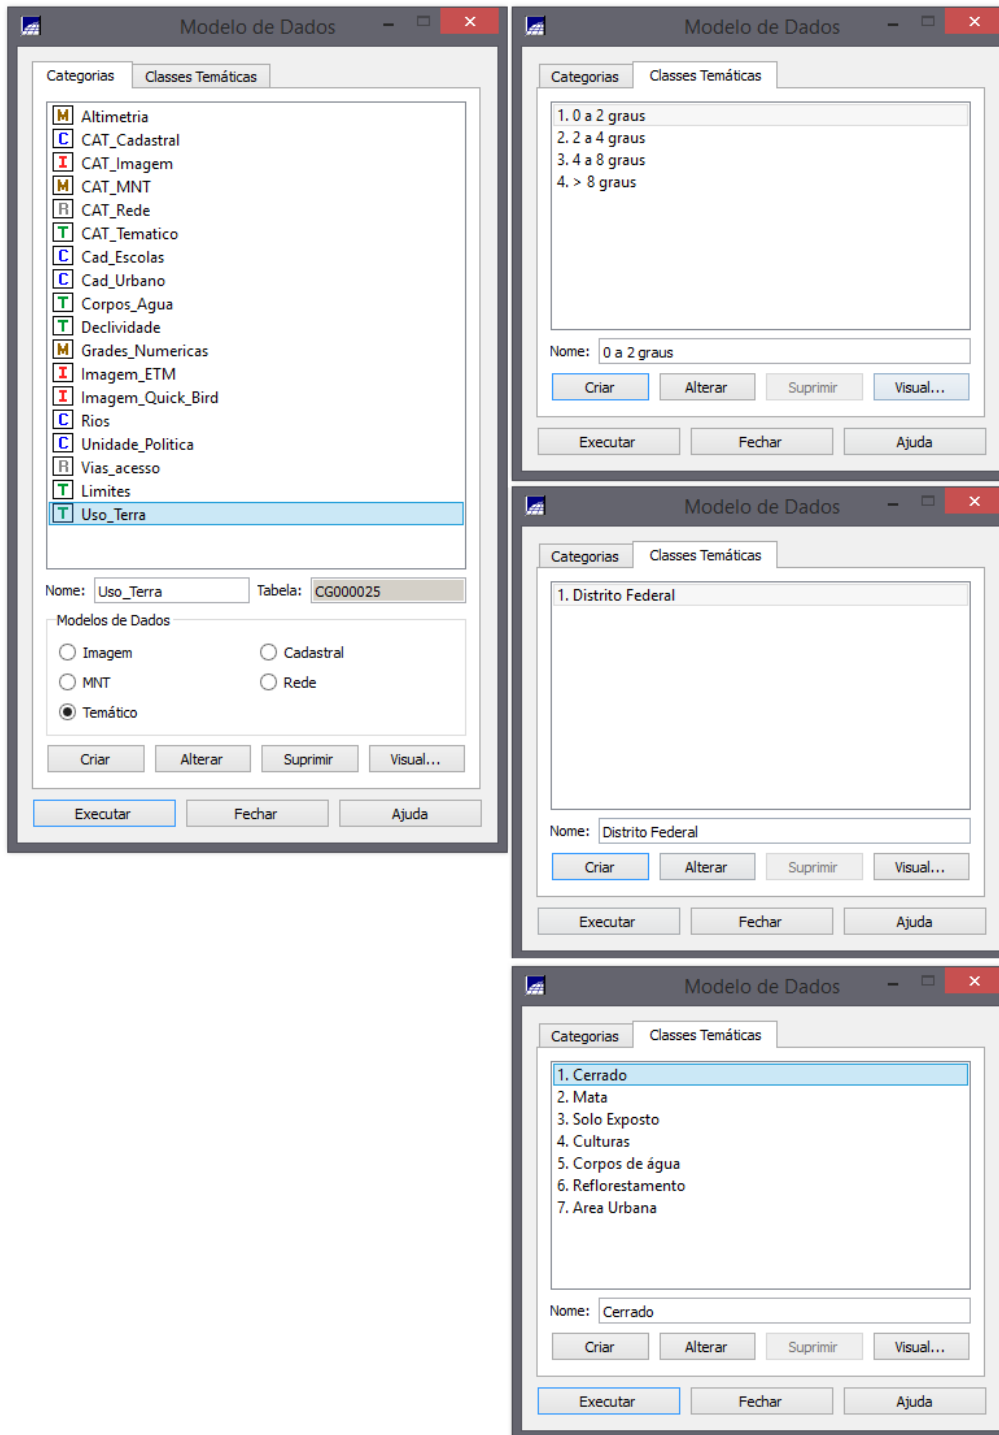 Modelo de Dados
Categorias Classes Temáticas
M Altimetria
C CAT_Cadastral
I CAT_Imagem
M CAT_MNT
R CAT_Rede
T CAT_Tematico
C Cad_Escolas
C Cad_Urbano
T Corpos_Agua
T Declividade
M Grades_Numericas
I Imagem_ETM
I Imagem_Quick_Bird
C Rios
C Unidade_Politica
R Vias_acesso
T Limites
T Uso_Terra
Nome: Uso_Terra Tabela: CG000025
Modelos de Dados
Imagem Cadastral
MNT Rede
Temático
Criar Alterar Suprimir Visual...
Executar Fechar Ajuda
Modelo de Dados
Categorias Classes Temáticas
1. 0 a 2 graus
2. 2 a 4 graus
3. 4 a 8 graus
4. > 8 graus
Nome: 0 a 2 graus
Criar Alterar Suprimir Visual...
Executar Fechar Ajuda
Modelo de Dados
Categorias Classes Temáticas
1. Distrito Federal
Nome: Distrito Federal
Criar Alterar Suprimir Visual...
Executar Fechar Ajuda
Modelo de Dados
Categorias Classes Temáticas
1. Cerrado
2. Mata
3. Solo Exposto
4. Culturas
5. Corpos de água
6. Reflorestamento
7. Area Urbana
Nome: Cerrado
Criar Alterar Suprimir Visual...
Executar Fechar Ajuda